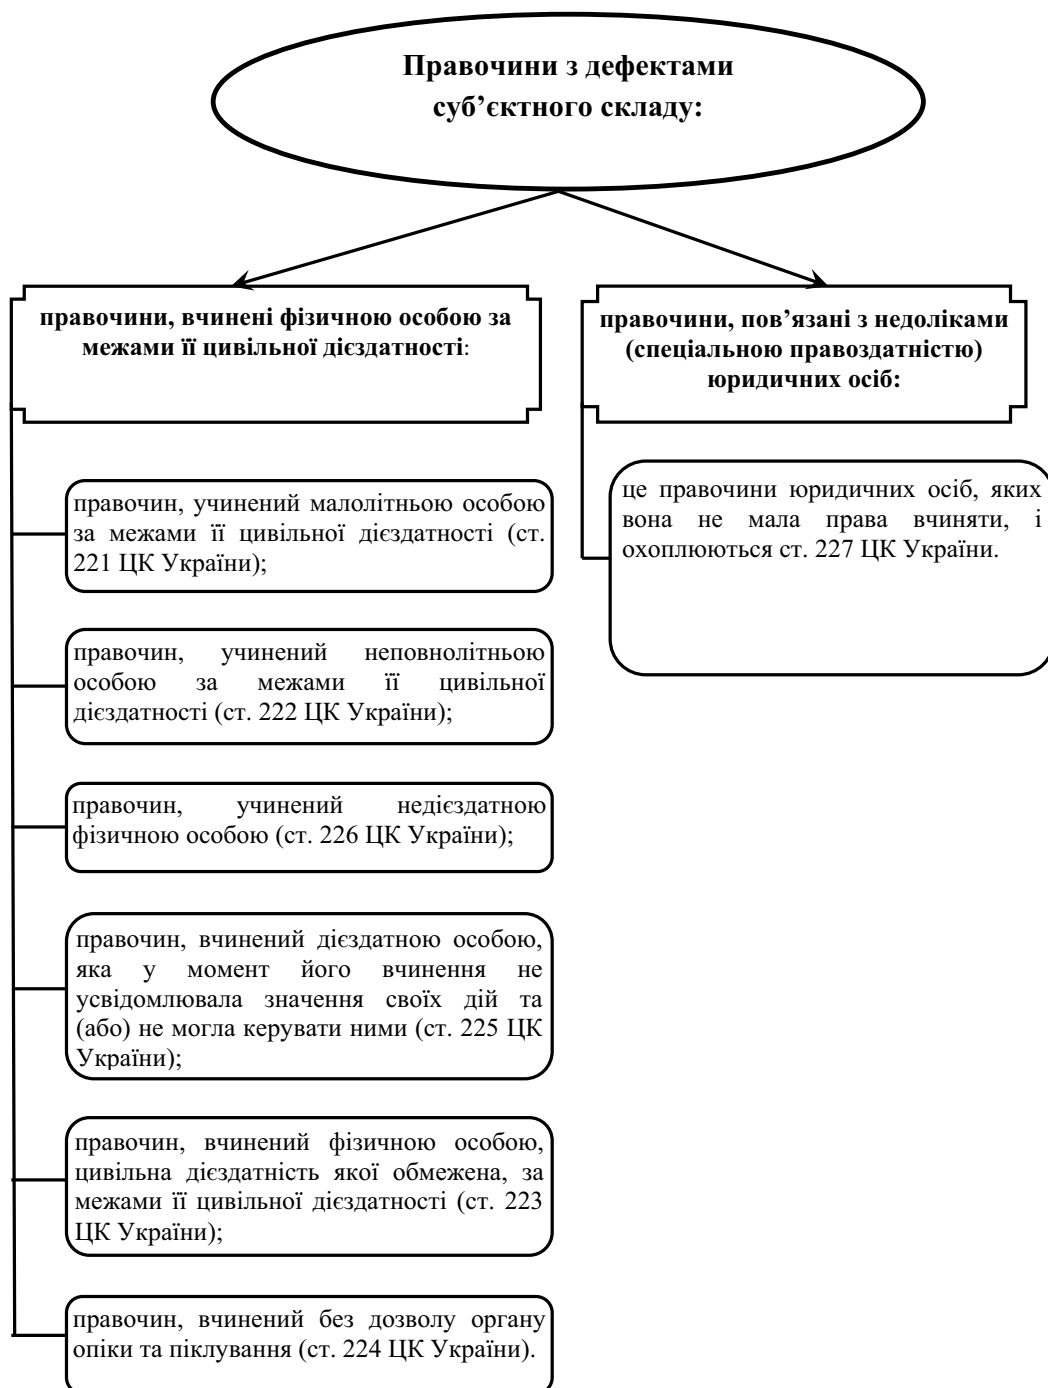 Правочини з дефектами
суб’єктного складу:
правочини, вчинені фізичною особою за
межами її цивільної дієздатності:
правочин, учинений малолітньою особою
за межами її цивільної дієздатності (ст.
221 ЦК України);
правочин, учинений неповнолітньою
особою за межами її цивільної
дієздатності (ст. 222 ЦК України);
правочин, учинений недієздатною
фізичною особою (ст. 226 ЦК України);
правочин, вчинений дієздатною особою,
яка у момент його вчинення не
усвідомлювала значення своїх дій та
(або) не могла керувати ними (ст. 225 ЦК
України);
правочин, вчинений фізичною особою,
цивільна дієздатність якої обмежена, за
межами її цивільної дієздатності (ст. 223
ЦК України);
правочин, вчинений без дозволу органу
опіки та піклування (ст. 224 ЦК України).
правочини, пов’язані з недоліками
(спеціальною правоздатністю)
юридичних осіб:
це правочини юридичних осіб, яких
вона не мала права вчиняти, і
охоплюються ст. 227 ЦК України.